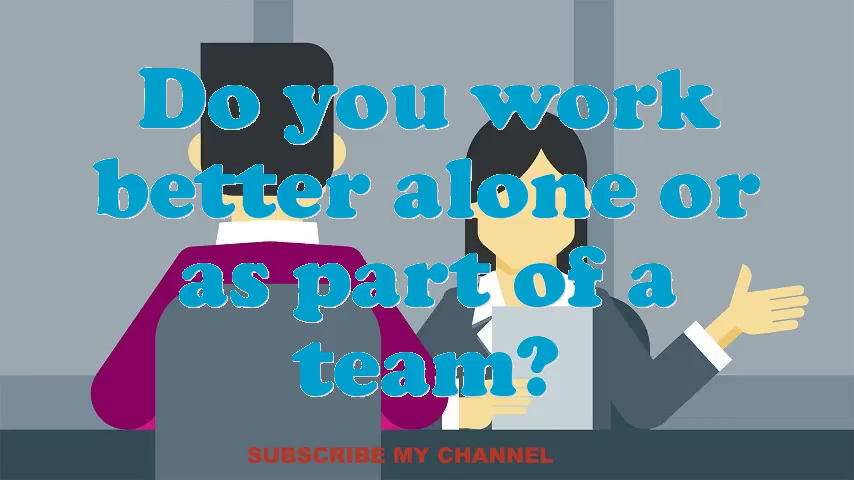 Do you work
better alone or
as part of a
team?
SUBSCRIBE MY CHANNEL